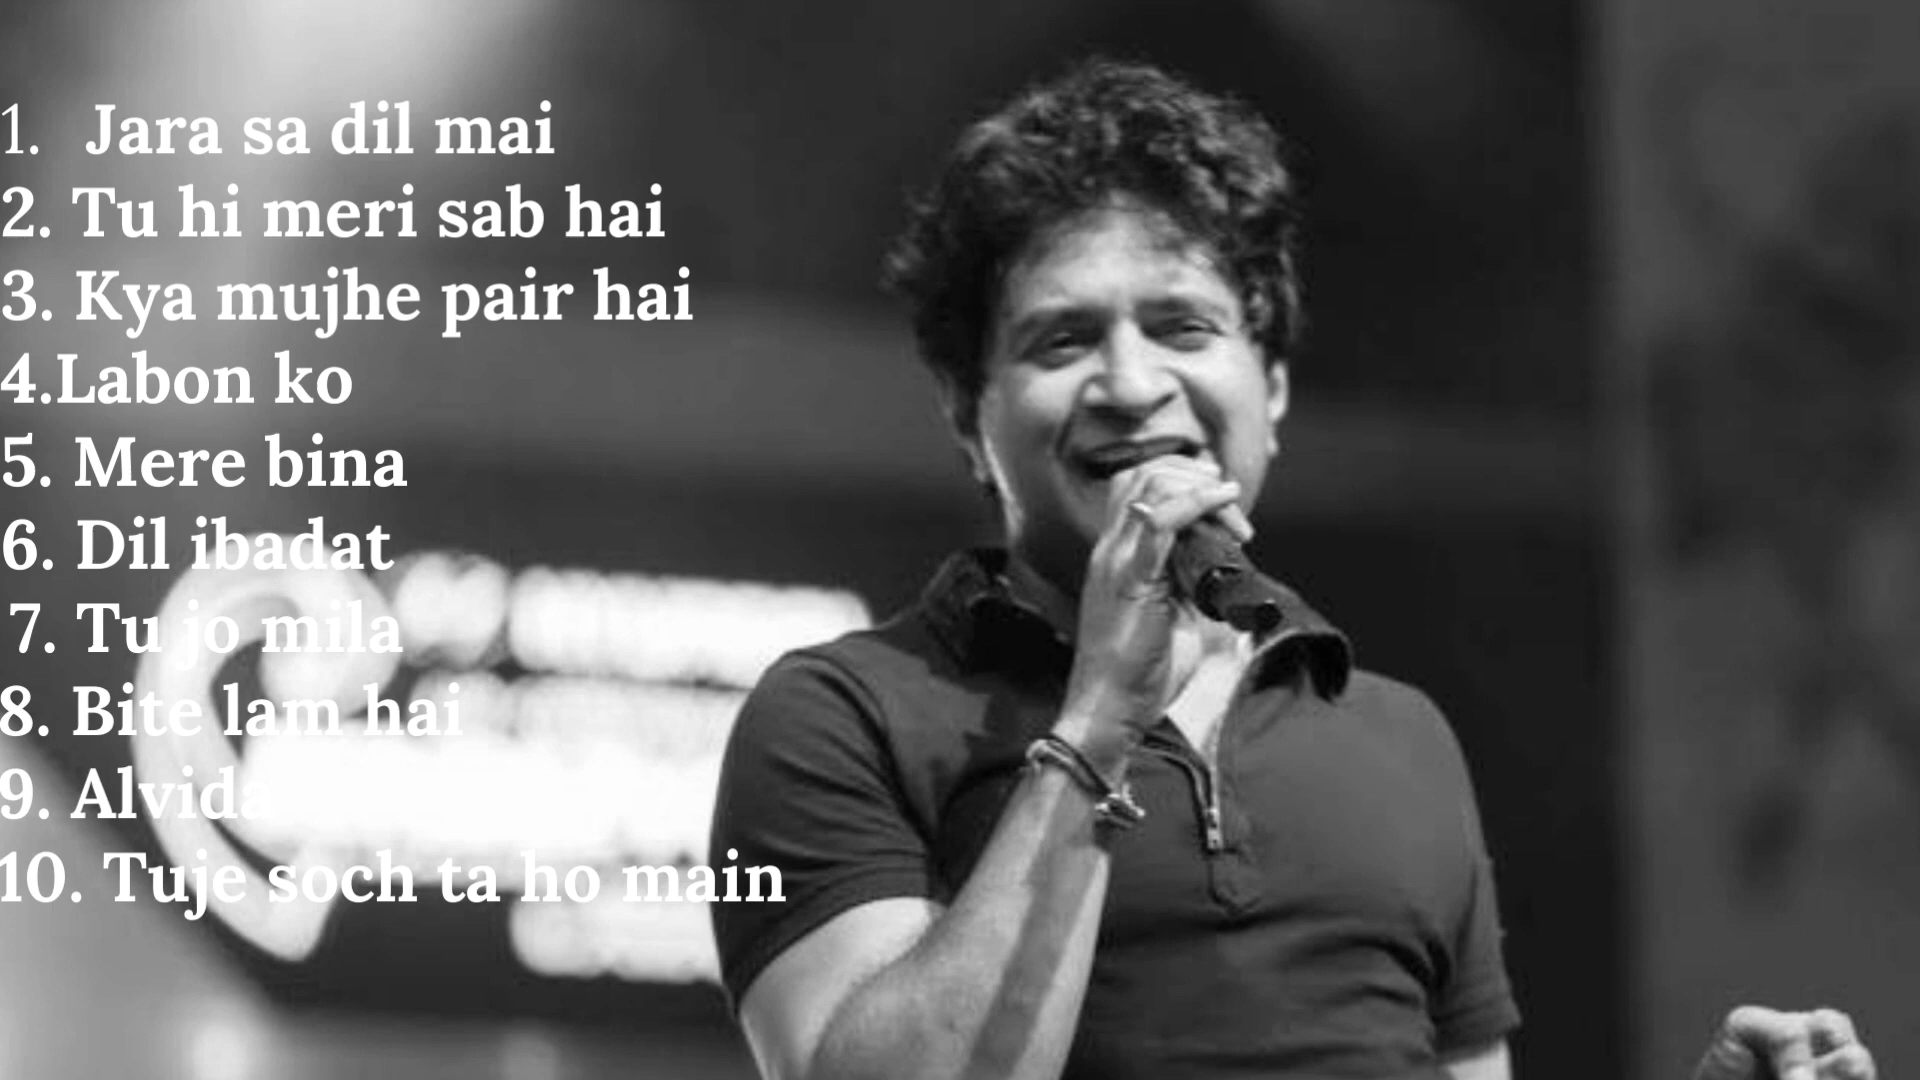 1. Jara sa dil mai
2. Tu hi meri sab hai
3. Kya mujhe pair hai
4.Labon ko
5. Mere bina
6. Dil ibadat
7. Tu jo mila
8. Bite lam hai
9. Alvida
10. Tuje soch ta ho main